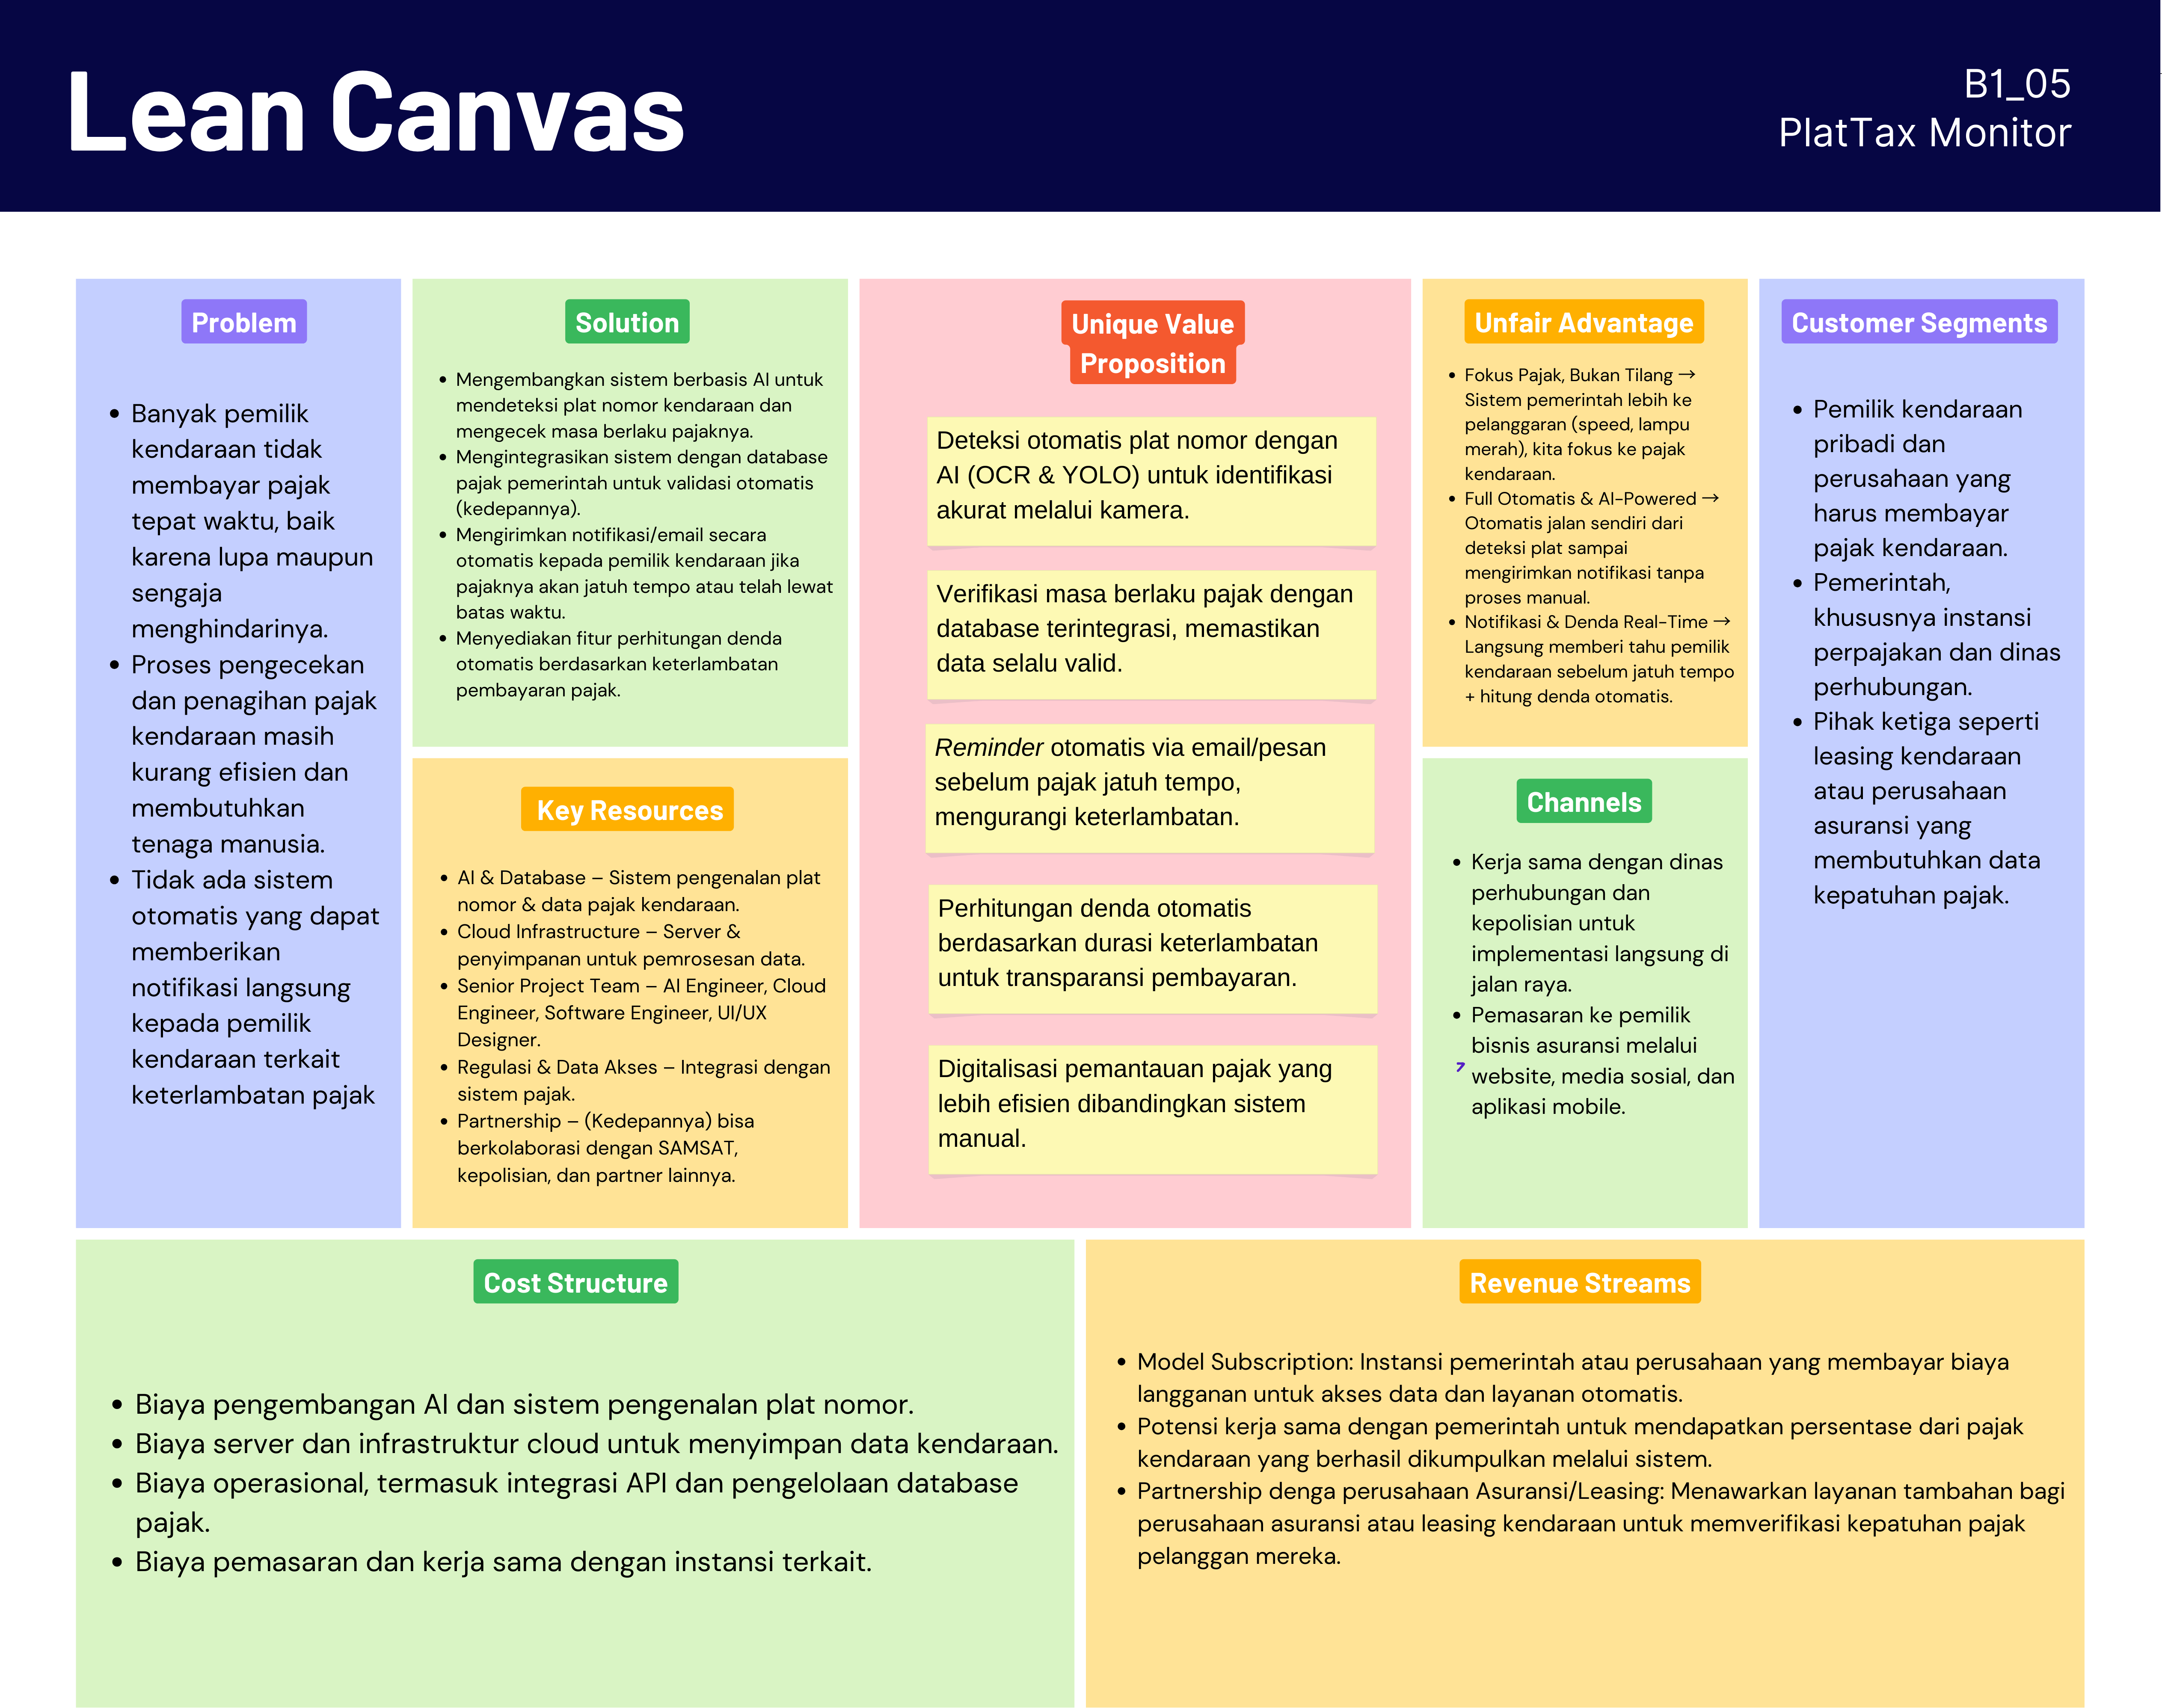 Lean Canvas
B1_05
PlatTax Monitor
Problem
Banyak pemilik
kendaraan tidak
membayar pajak
tepat waktu, baik
karena lupa maupun
sengaja
menghindarinya.
Proses pengecekan
dan penagihan pajak
kendaraan masih
kurang efisien dan
membutuhkan
tenaga manusia.
Tidak ada sistem
otomatis yang dapat
memberikan
notifikasi langsung
kepada pemilik
kendaraan terkait
keterlambatan pajak
Solution
Mengembangkan sistem berbasis AI untuk
mendeteksi plat nomor kendaraan dan
mengecek masa berlaku pajaknya.
Mengintegrasikan sistem dengan database
pajak pemerintah untuk validasi otomatis
(kedepannya).
Mengirimkan notifikasi/email secara
otomatis kepada pemilik kendaraan jika
pajaknya akan jatuh tempo atau telah lewat
batas waktu.
Menyediakan fitur perhitungan denda
otomatis berdasarkan keterlambatan
pembayaran pajak.
Key Resources
AI & Database – Sistem pengenalan plat
nomor & data pajak kendaraan.
Cloud Infrastructure – Server &
penyimpanan untuk pemrosesan data.
Senior Project Team – AI Engineer, Cloud
Engineer, Software Engineer, UI/UX
Designer.
Regulasi & Data Akses – Integrasi dengan
sistem pajak.
Partnership – (Kedepannya) bisa
berkolaborasi dengan SAMSAT,
kepolisian, dan partner lainnya.
Unique Value
Proposition
Deteksi otomatis plat nomor dengan
AI (OCR & YOLO) untuk identifikasi
akurat melalui kamera.
Verifikasi masa berlaku pajak dengan
database terintegrasi, memastikan
data selalu valid.
Reminder otomatis via email/pesan
sebelum pajak jatuh tempo,
mengurangi keterlambatan.
Perhitungan denda otomatis
berdasarkan durasi keterlambatan
untuk transparansi pembayaran.
Digitalisasi pemantauan pajak yang
lebih efisien dibandingkan sistem
manual.
Unfair Advantage
Fokus Pajak, Bukan Tilang →
Sistem pemerintah lebih ke
pelanggaran (speed, lampu
merah), kita fokus ke pajak
kendaraan.
Full Otomatis & AI-Powered →
Otomatis jalan sendiri dari
deteksi plat sampai
mengirimkan notifikasi tanpa
proses manual.
Notifikasi & Denda Real-Time →
Langsung memberi tahu pemilik
kendaraan sebelum jatuh tempo
+ hitung denda otomatis.
Channels
Kerja sama dengan dinas
perhubungan dan
kepolisian untuk
implementasi langsung di
jalan raya.
Pemasaran ke pemilik
bisnis asuransi melalui
website, media sosial, dan
aplikasi mobile.
Customer Segments
Pemilik kendaraan
pribadi dan
perusahaan yang
harus membayar
pajak kendaraan.
Pemerintah,
khususnya instansi
perpajakan dan dinas
perhubungan.
Pihak ketiga seperti
leasing kendaraan
atau perusahaan
asuransi yang
membutuhkan data
kepatuhan pajak.
Cost Structure
Biaya pengembangan AI dan sistem pengenalan plat nomor.
Biaya server dan infrastruktur cloud untuk menyimpan data kendaraan.
Biaya operasional, termasuk integrasi API dan pengelolaan database
pajak.
Biaya pemasaran dan kerja sama dengan instansi terkait.
Revenue Streams
Model Subscription: Instansi pemerintah atau perusahaan yang membayar biaya
langganan untuk akses data dan layanan otomatis.
Potensi kerja sama dengan pemerintah untuk mendapatkan persentase dari pajak
kendaraan yang berhasil dikumpulkan melalui sistem.
Partnership denga perusahaan Asuransi/Leasing: Menawarkan layanan tambahan bagi
perusahaan asuransi atau leasing kendaraan untuk memverifikasi kepatuhan pajak
pelanggan mereka.